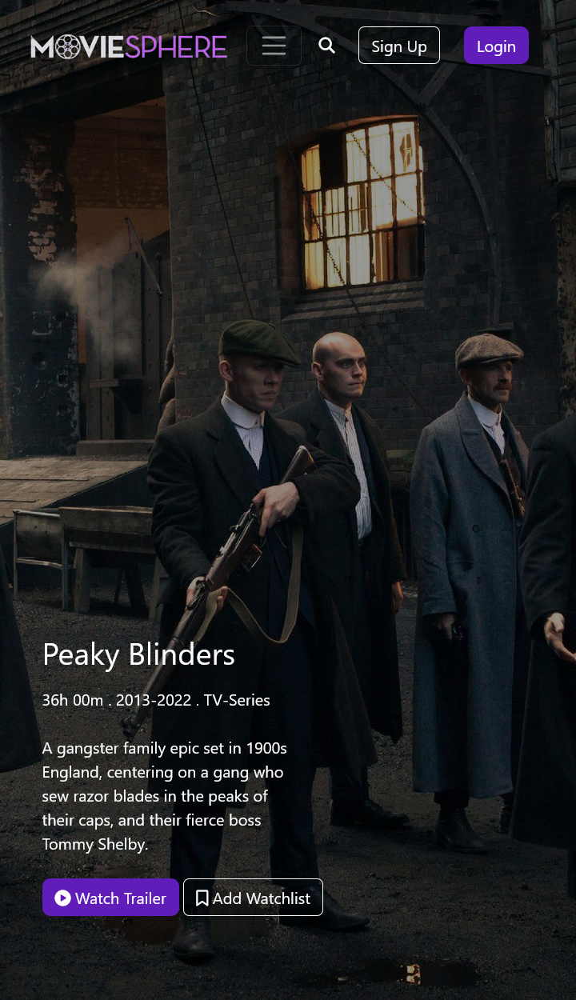 MOVIESPHERE
Sign Up
Login
Peaky Blinders
36h 00m . 2013-2022 . TV-Series
A gangster family epic set in 1900s
England, centering on a gang who
sew razor blades in the peaks of
their caps, and their fierce boss
Tommy Shelby.
Watch Trailer
Add Watchlist